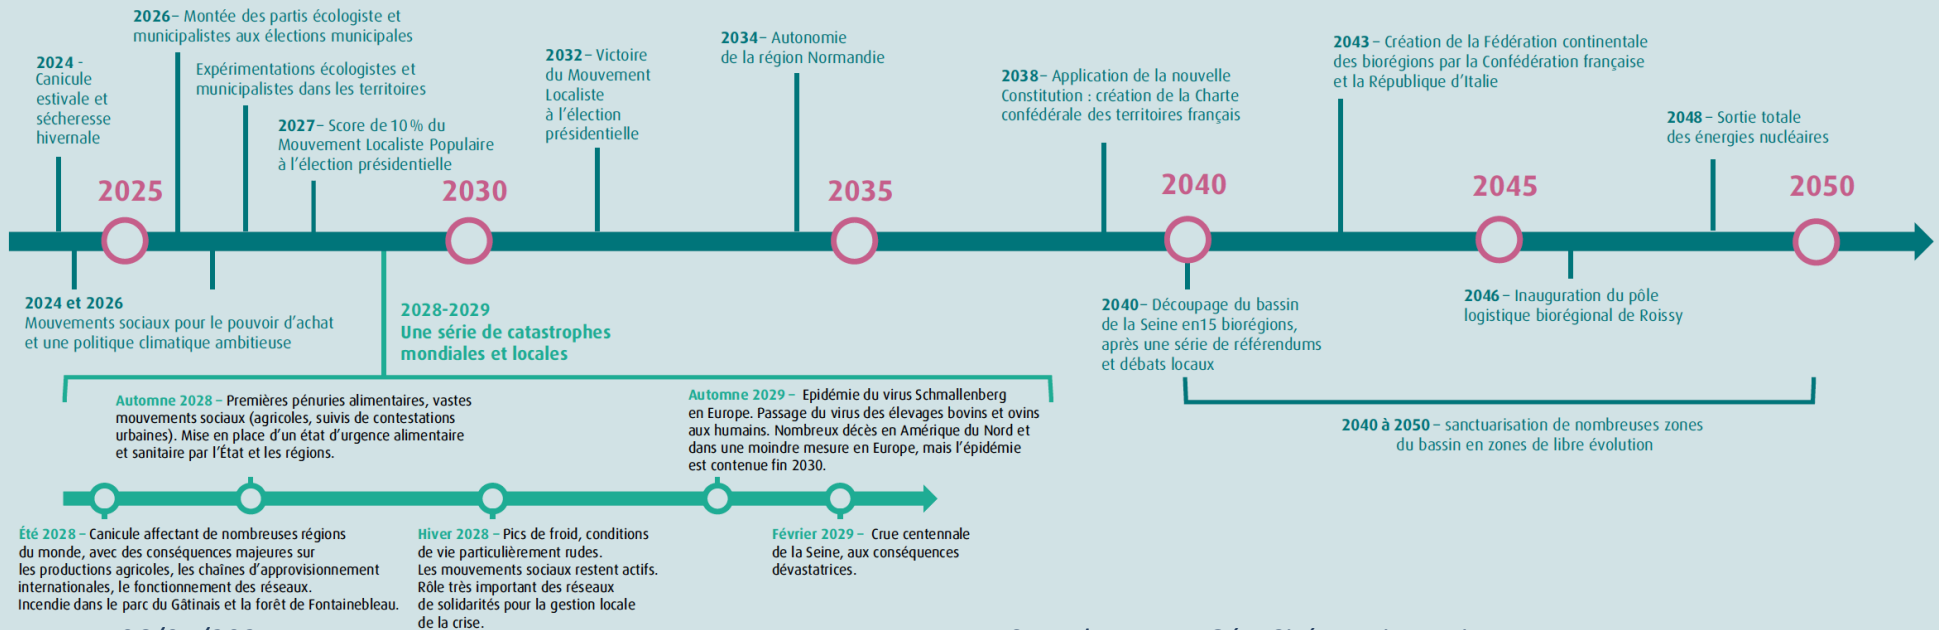 2026 – Montée des partis écologiste et
municipalistes aux élections municipales
2024 -
Canicule
estivale et
sécheresse
hivernale
Expérimentations écologistes et
municipalistes dans les territoires
2027 – Score de 10 % du
Mouvement Localiste Populaire
à l'élection présidentielle
2032 – Victoire
du Mouvement
Localiste
à l'élection
présidentielle
2034 – Autonomie
de la région Normandie
2038 – Application de la nouvelle
Constitution : création de la Charte
confédérale des territoires français
2043 – Création de la Fédération continentale
des biorégions par la Confédération française
et la République d'Italie
2048 – Sortie totale
des énergies nucléaires
2025
2030
2035
2040
2045
2050
2024 et 2026
Mouvements sociaux pour le pouvoir d'achat
et une politique climatique ambitieuse
2028-2029
Une série de catastrophes
mondiales et locales
2040 – Découpage du bassin
de la Seine en15 biorégions,
après une série de référendums
et débats locaux
2046 – Inauguration du pôle
logistique biorégional de Roissy
2040 à 2050 – sanctuarisation de nombreuses zones
du bassin en zones de libre évolution
Automne 2028 – Premières pénuries alimentaires, vastes
mouvements sociaux (agricoles, suivis de contestations
urbaines). Mise en place d'un état d'urgence alimentaire
et sanitaire par l'État et les régions.
Automne 2029 – Epidémie du virus Schmallenberg
en Europe. Passage du virus des élevages bovins et ovins
aux humains. Nombreux décès en Amérique du Nord et
dans une moindre mesure en Europe, mais l'épidémie
est contenue fin 2030.
Été 2028 – Canicule affectant de nombreuses régions
du monde, avec des conséquences majeures sur
les productions agricoles, les chaînes d'approvisionnement
internationales, le fonctionnement des réseaux.
Incendie dans le parc du Gâtinais et la forêt de Fontainebleau.
Hiver 2028 – Pics de froid, conditions
de vie particulièrement rudes.
Les mouvements sociaux restent actifs.
Rôle très important des réseaux
de solidarités pour la gestion locale
de la crise.
Février 2029 – Crue centennale
de la Seine, aux conséquences
dévastatrices.